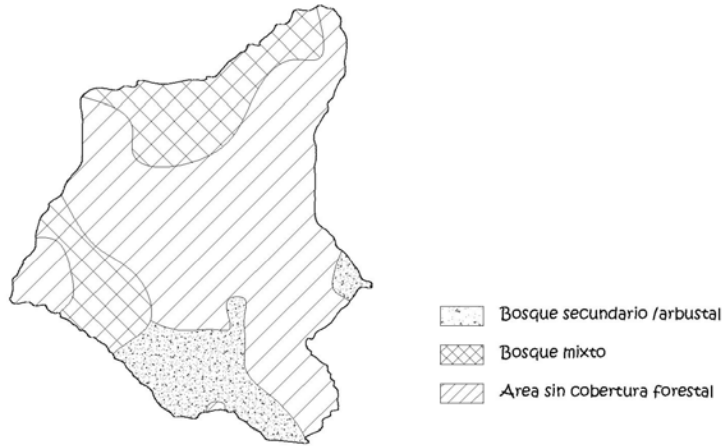 Bosque secundario /arbustal
Bosque mixto
Area sin cobertura forestal